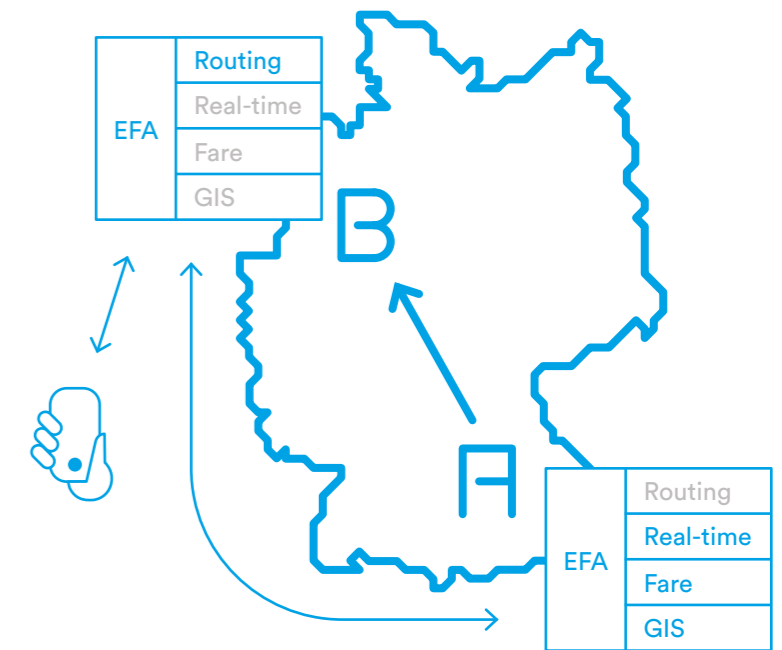 EFA
Routing
Real-time
Fare
GIS
B
A
EFA
Routing
Real-time
Fare
GIS